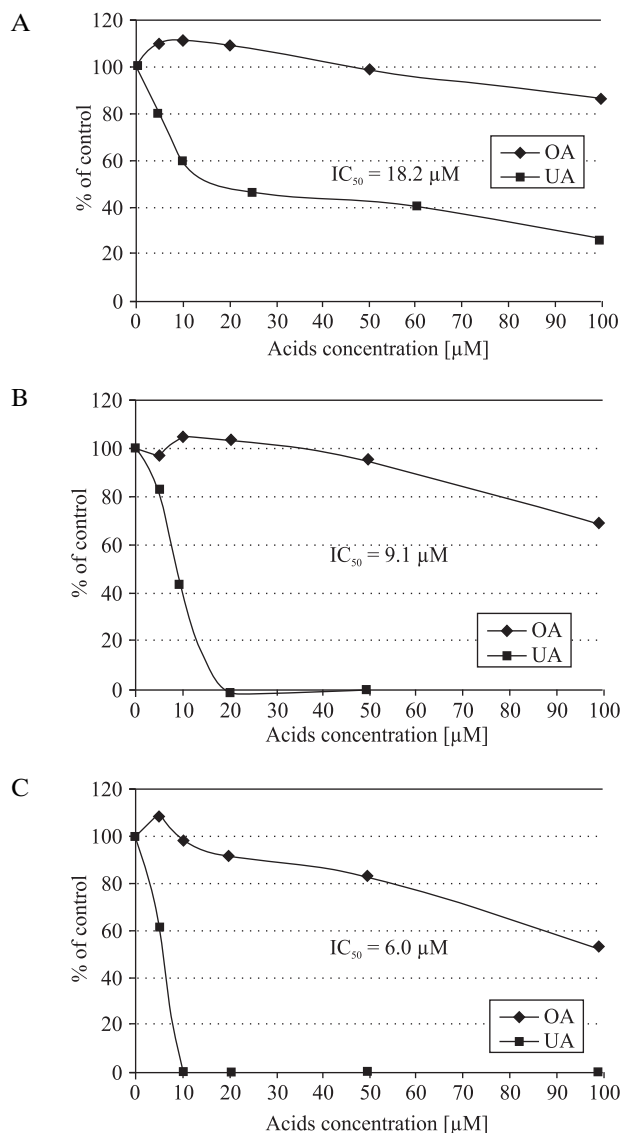 A
% of control
120
100
80
60
40
20
0
IC₅₀ = 18.2 µM
OA
UA
0 10 20 30 40 50 60 70 80 90 100
Acids concentration [µM]
B
% of control
120
100
80
60
40
20
0
IC₅₀ = 9.1 µM
OA
UA
0 10 20 30 40 50 60 70 80 90 100
Acids concentration [µM]
C
% of control
120
100
80
60
40
20
0
IC₅₀ = 6.0 µM
OA
UA
0 10 20 30 40 50 60 70 80 90 100
Acids concentration [µM]